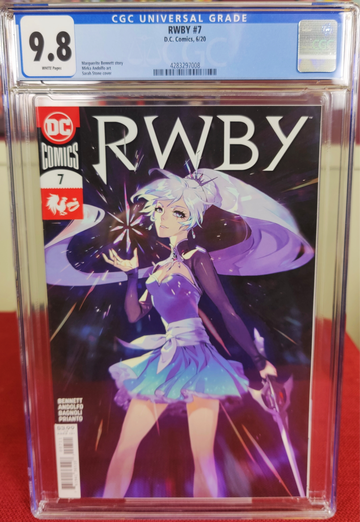 CGC UNIVERSAL GRADE
9.8
WHITE Pages
RWBY #7
D.C. Comics, 6/20
Marguerite Bennett story
Mirka Andolfo art
Sarah Stone cover
4283297008
DC
COMICS
7
RWBY
BENNETT
ANDOLFO
BAGNOLI
PRIANTO